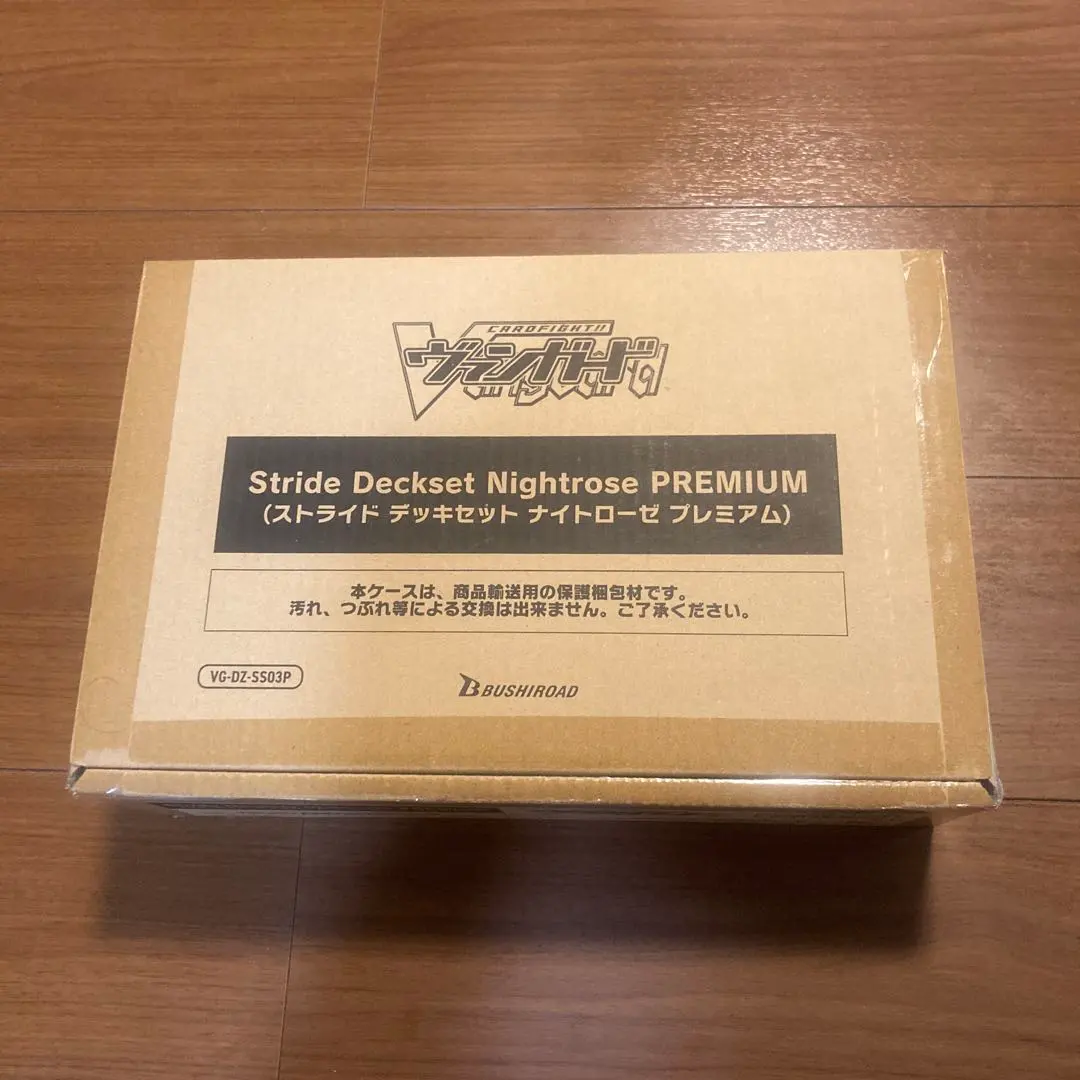 CARDFIGHT!!
ヴァンガード
Stride Deckset Nightrose PREMIUM
(ストライド デッキセット ナイトローゼ プレミアム)
本ケースは、商品輸送用の保護梱包材です。
汚れ、つぶれ等による交換は出来ません。ご了承ください。
VG-DZ-SS03P
BUSHIROAD